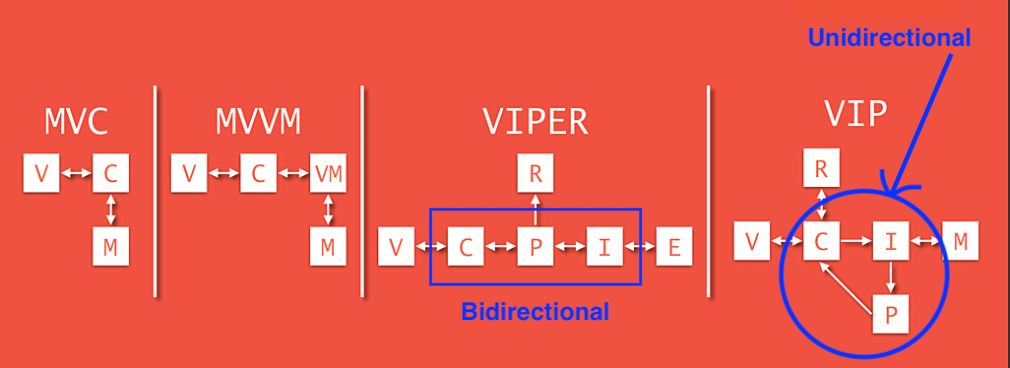 Unidirectional
MVC
V
C
M
MVVM
V
C
VM
M
VIPER
R
V
C
P
I
E
Bidirectional
VIP
R
V
C
I
M
P